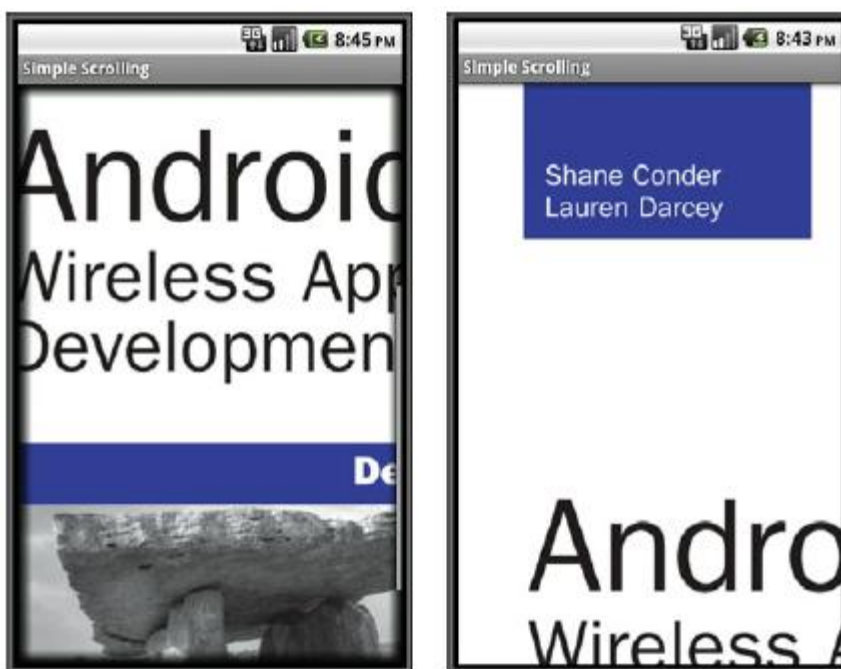 8:45 PM
Simple Scrolling
Android
Wireless App
Developmen
De
8:43 PM
Simple Scrolling
Shane Conder
Lauren Darcey
Andro
Wireless A